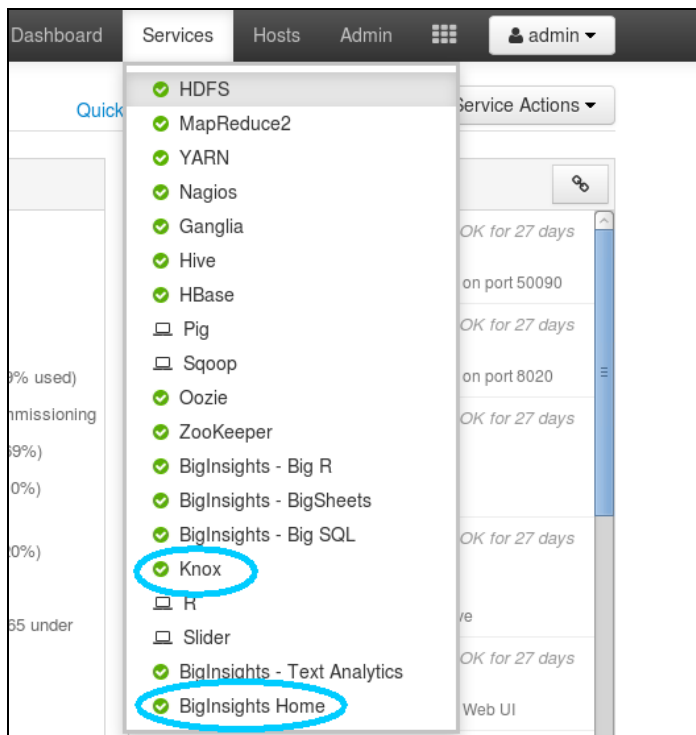 Dashboard Services Hosts Admin admin
Quick Service Actions
HDFS
MapReduce2
YARN
Nagios
Ganglia
Hive
HBase
Pig
Sqoop
Oozie
ZooKeeper
BigInsights - Big R
BigInsights - BigSheets
BigInsights - Big SQL
Knox
R
Slider
BigInsights - Text Analytics
BigInsights Home
9% used)
mmissioning
69%)
0%)
20%)
65 under
OK for 27 days
on port 50090
OK for 27 days
on port 8020
OK for 27 days
OK for 27 days
ve
OK for 27 days
Web UI